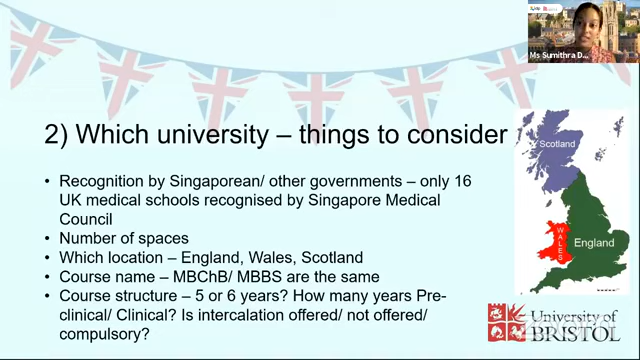 Ms Sumithra D...
2) Which university – things to consider
• Recognition by Singaporean/ other governments – only 16
UK medical schools recognised by Singapore Medical
Council
• Number of spaces
• Which location – England, Wales, Scotland
• Course name – MBChB/ MBBS are the same
• Course structure – 5 or 6 years? How many years Pre-
clinical/ Clinical? Is intercalation offered/ not offered/
compulsory?
Scotland
WALES
England
University of
BRISTOL